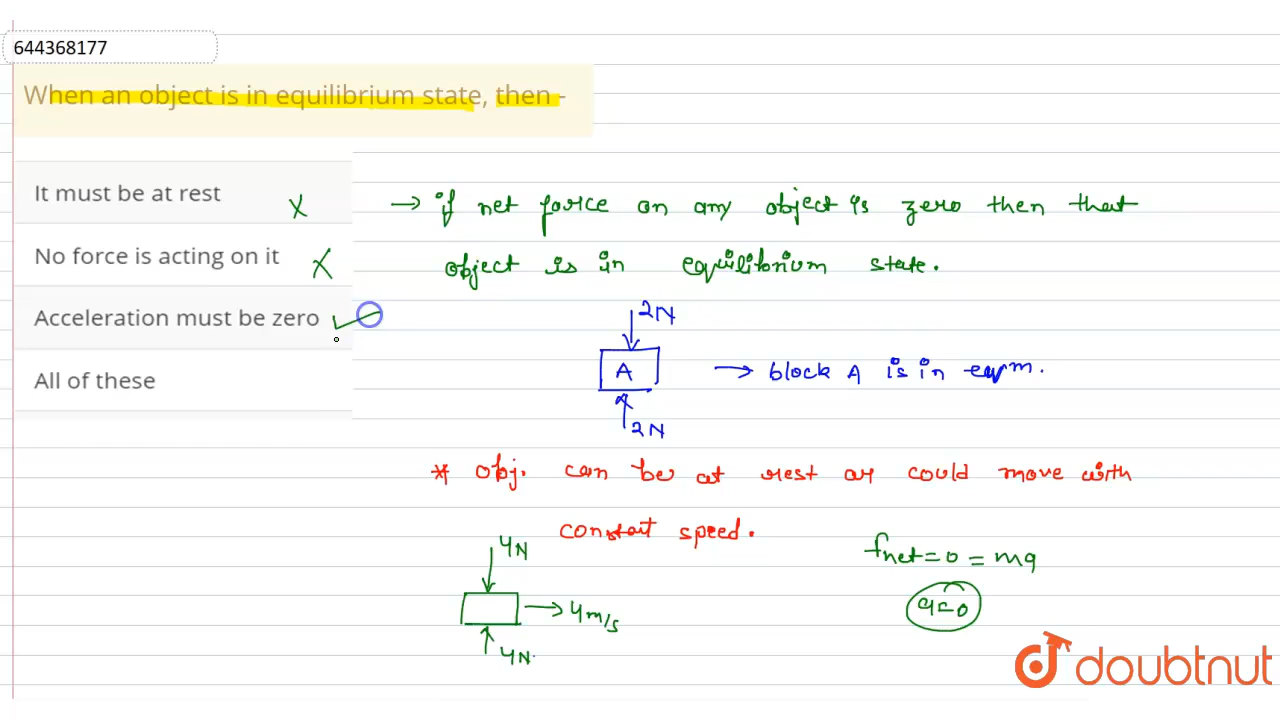 644368177
When an object is in equilibrium state, then -
It must be at rest X
No force is acting on it X
Acceleration must be zero
All of these
→ if net force on any object is zero then that
object is in equilibrium state.
2N
A → block A is in eqm.
2N
* obj. can be at rest or could move with
constant speed.
4N
4m/s
4N
fnet=0 = ma
a=0
doubtnut